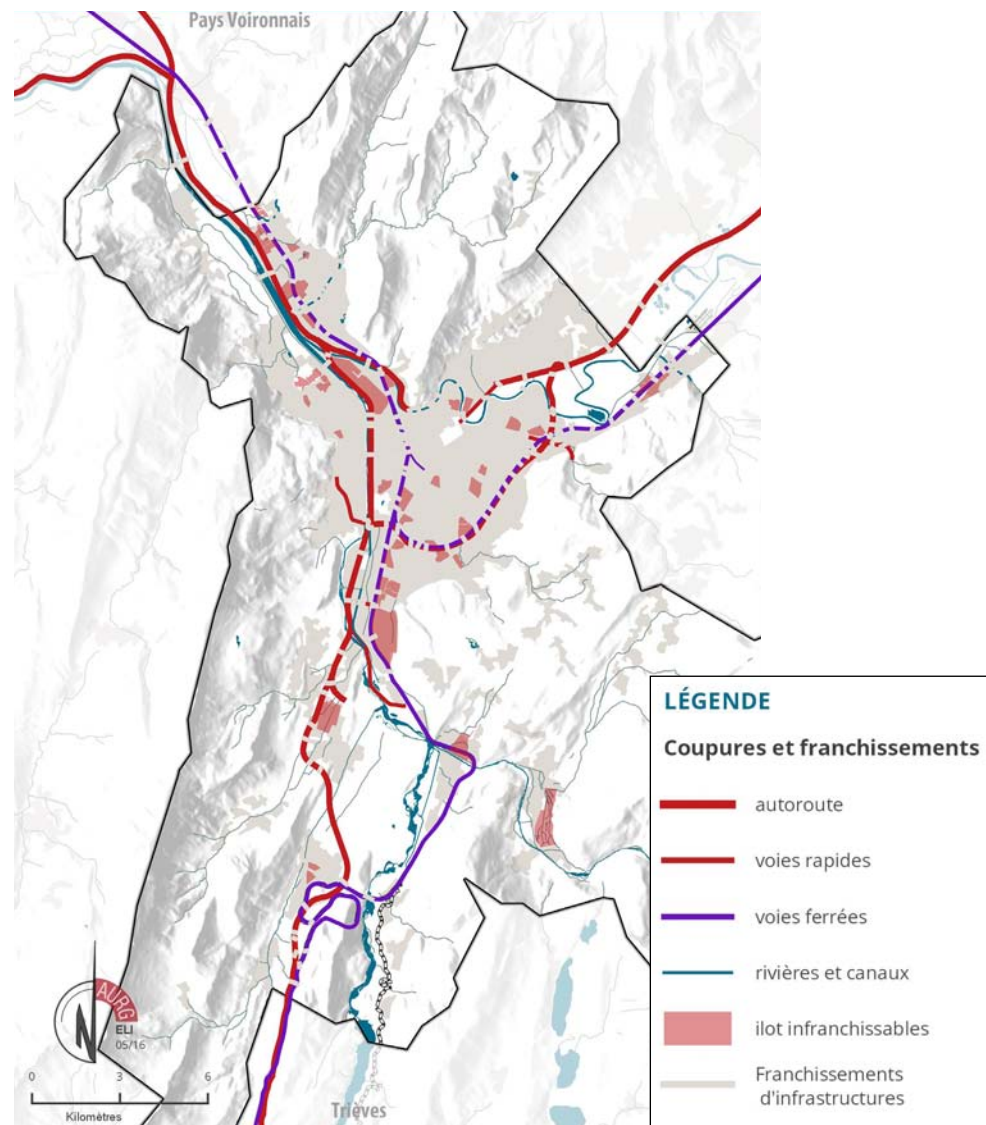 Pays Voironnais
LÉGENDE
Coupures et franchissements
autoroute
voies rapides
voies ferrées
rivières et canaux
ilot infranchissables
Franchissements
d'infrastructures
AURG
ELI
05/16
N
0 3 6
Kilomètres
Trièves